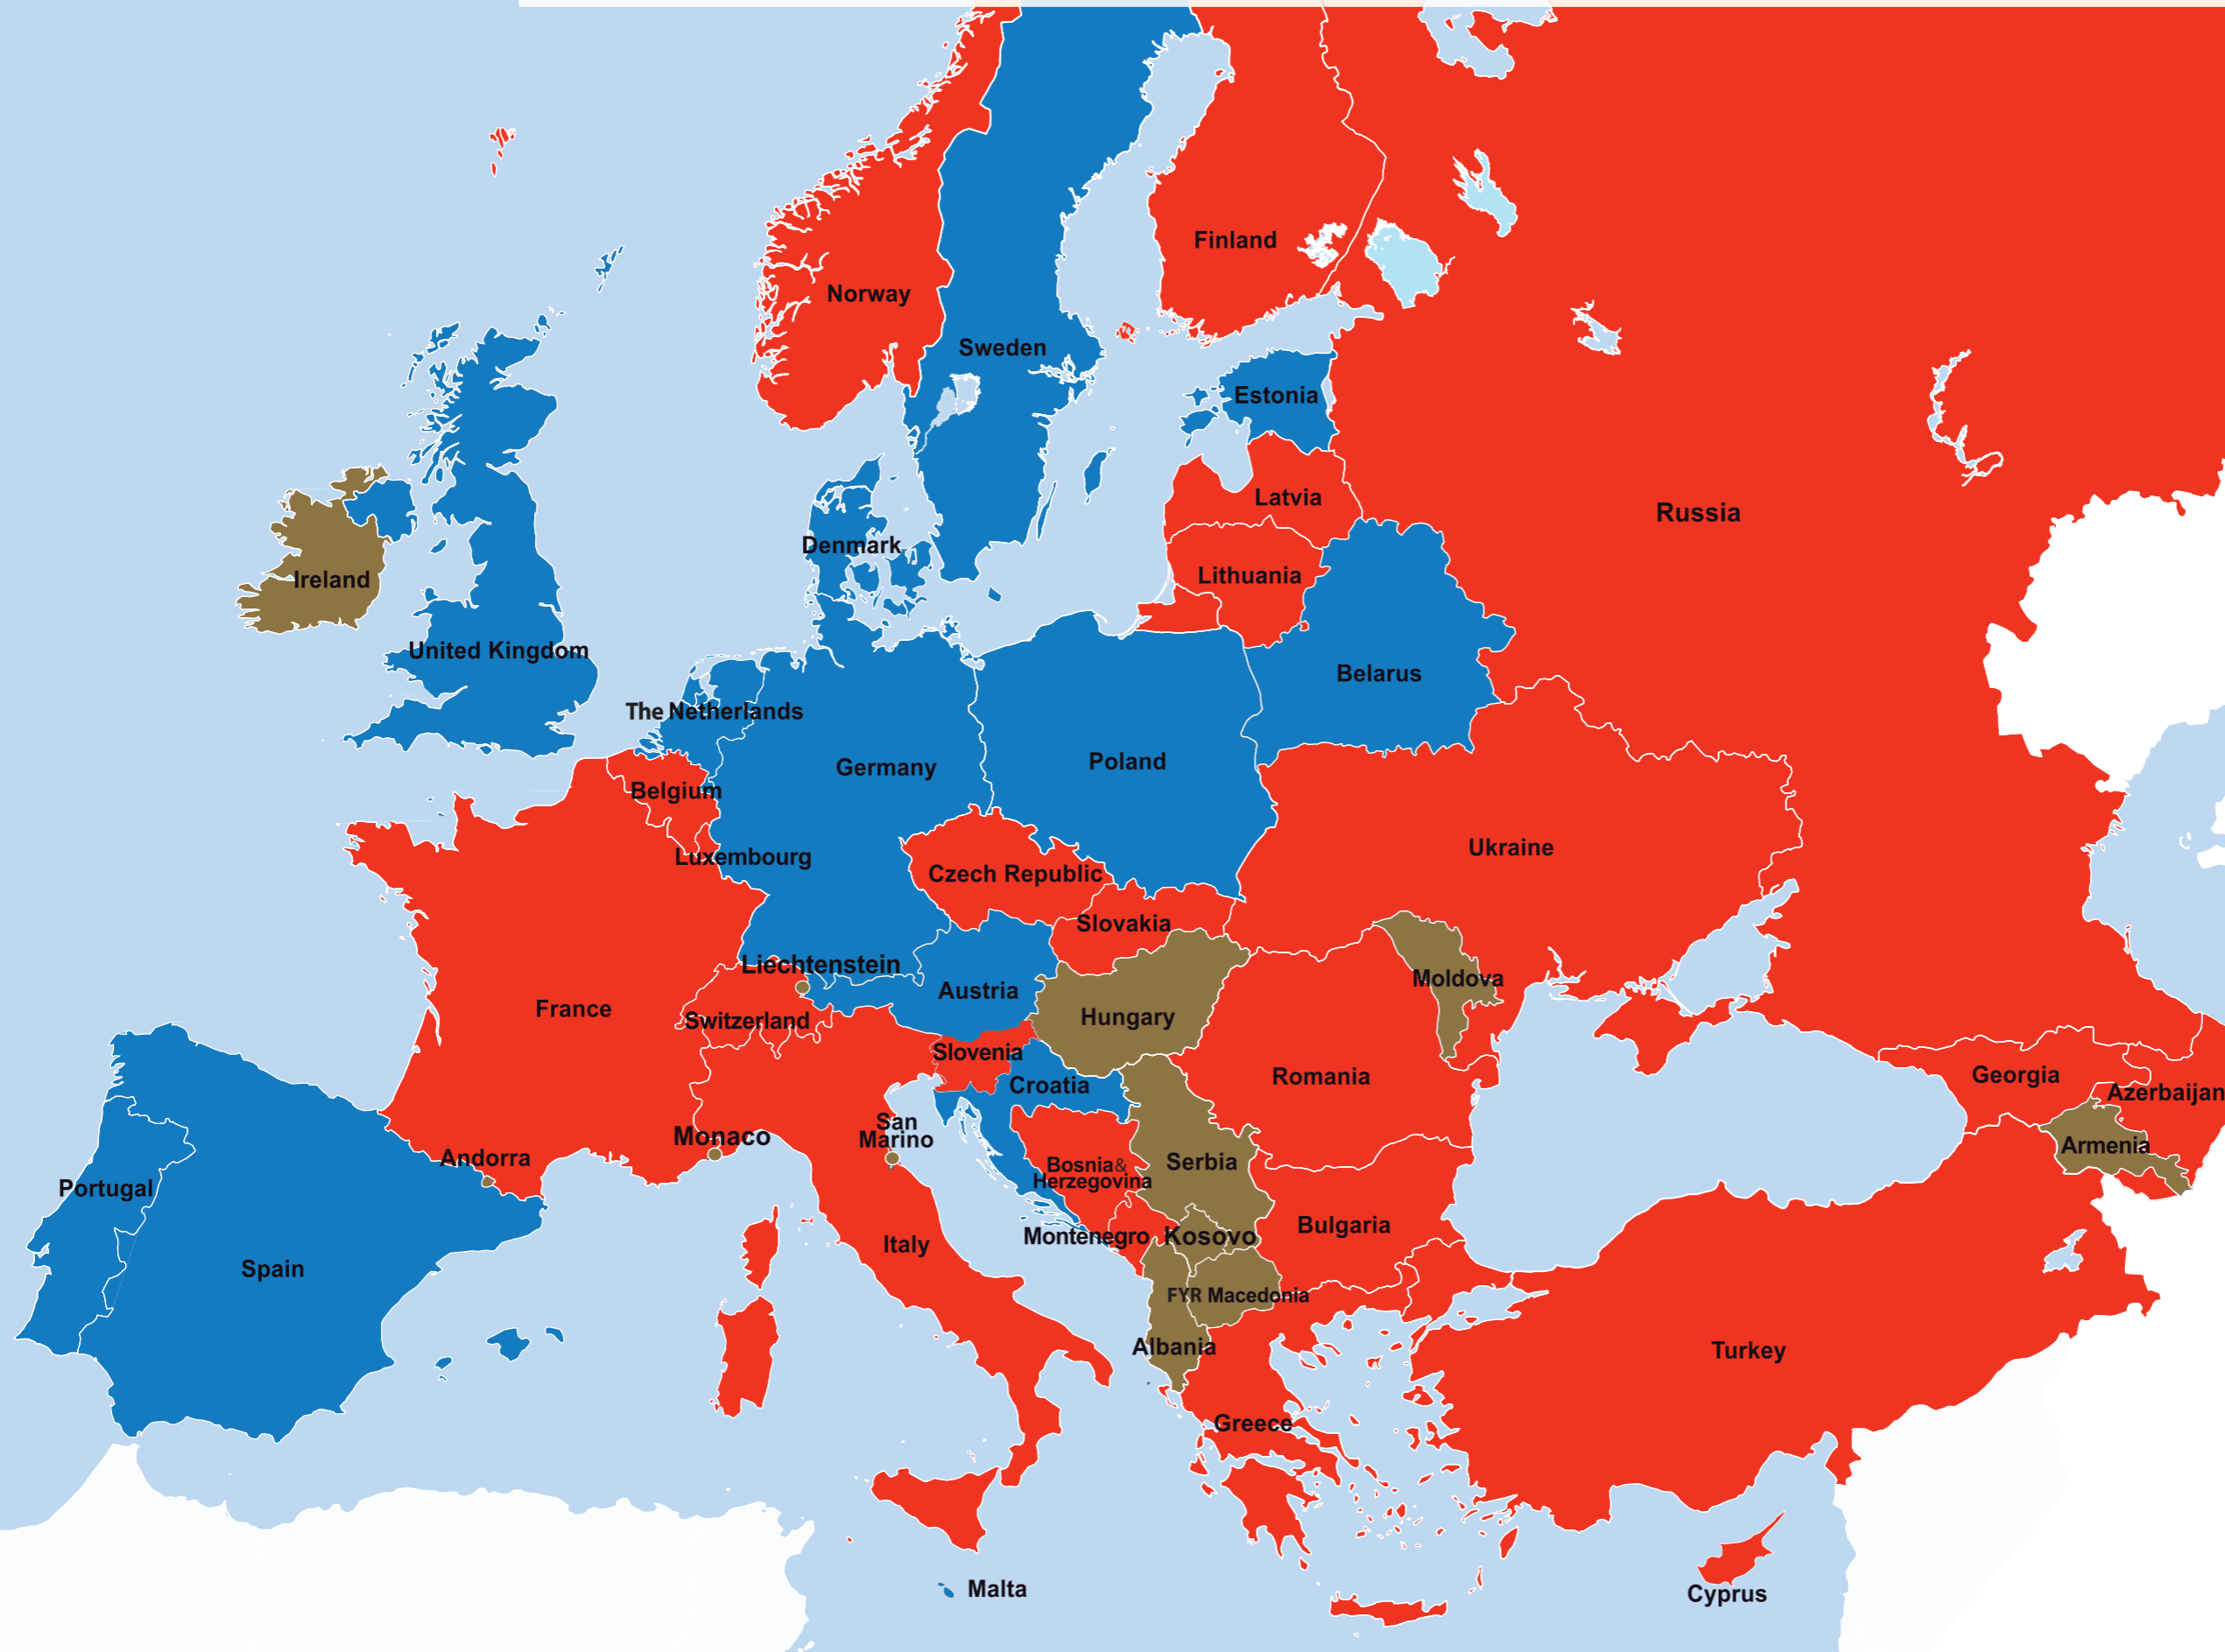 Finland
Norway
Sweden
Estonia
Latvia
Russia
Denmark
Lithuania
Ireland
United Kingdom
Belarus
The Netherlands
Poland
Germany
Belgium
Ukraine
Luxembourg
Czech Republic
Slovakia
Liechtenstein
Moldova
Austria
France
Hungary
Switzerland
Slovenia
Georgia
Romania
Croatia
Azerbaijan
San
Marino
Monaco
Armenia
Andorra
Serbia
Bosnia&
Herzegovina
Portugal
Bulgaria
Montenegro
Kosovo
Italy
Spain
FYR Macedonia
Albania
Turkey
Greece
Malta
Cyprus